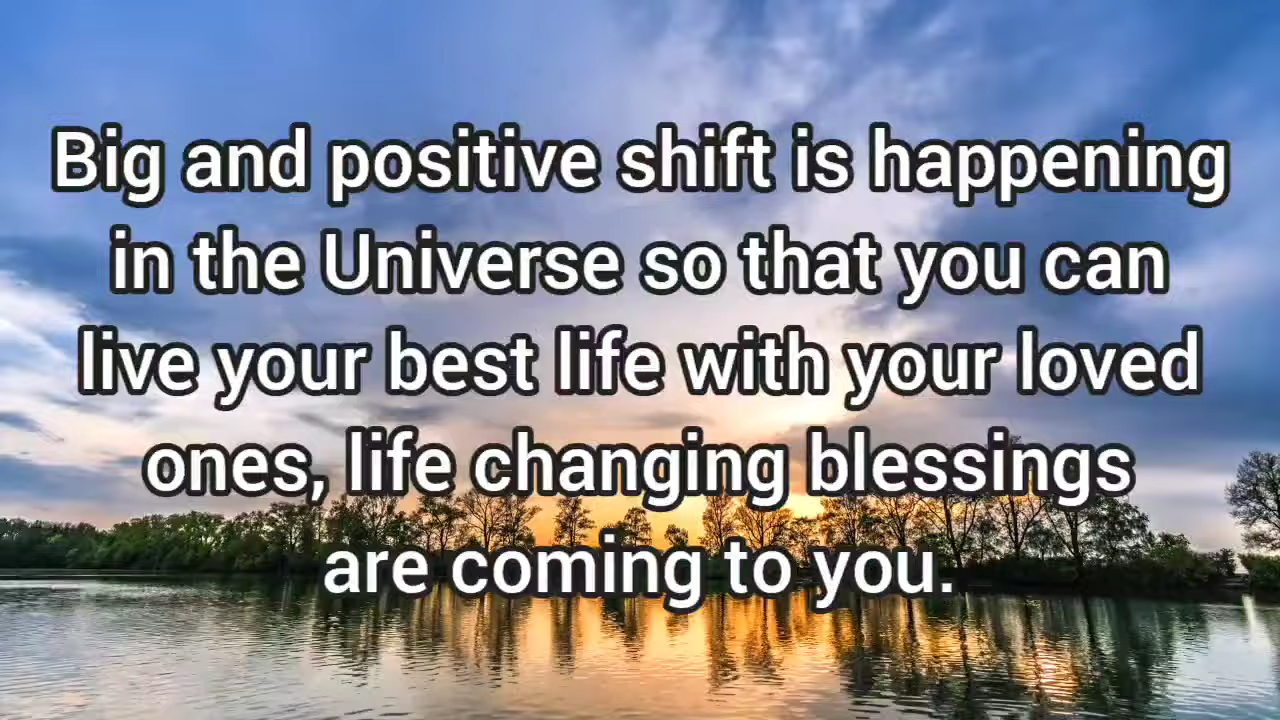 Big and positive shift is happening
in the Universe so that you can
live your best life with your loved
ones, life changing blessings
are coming to you.